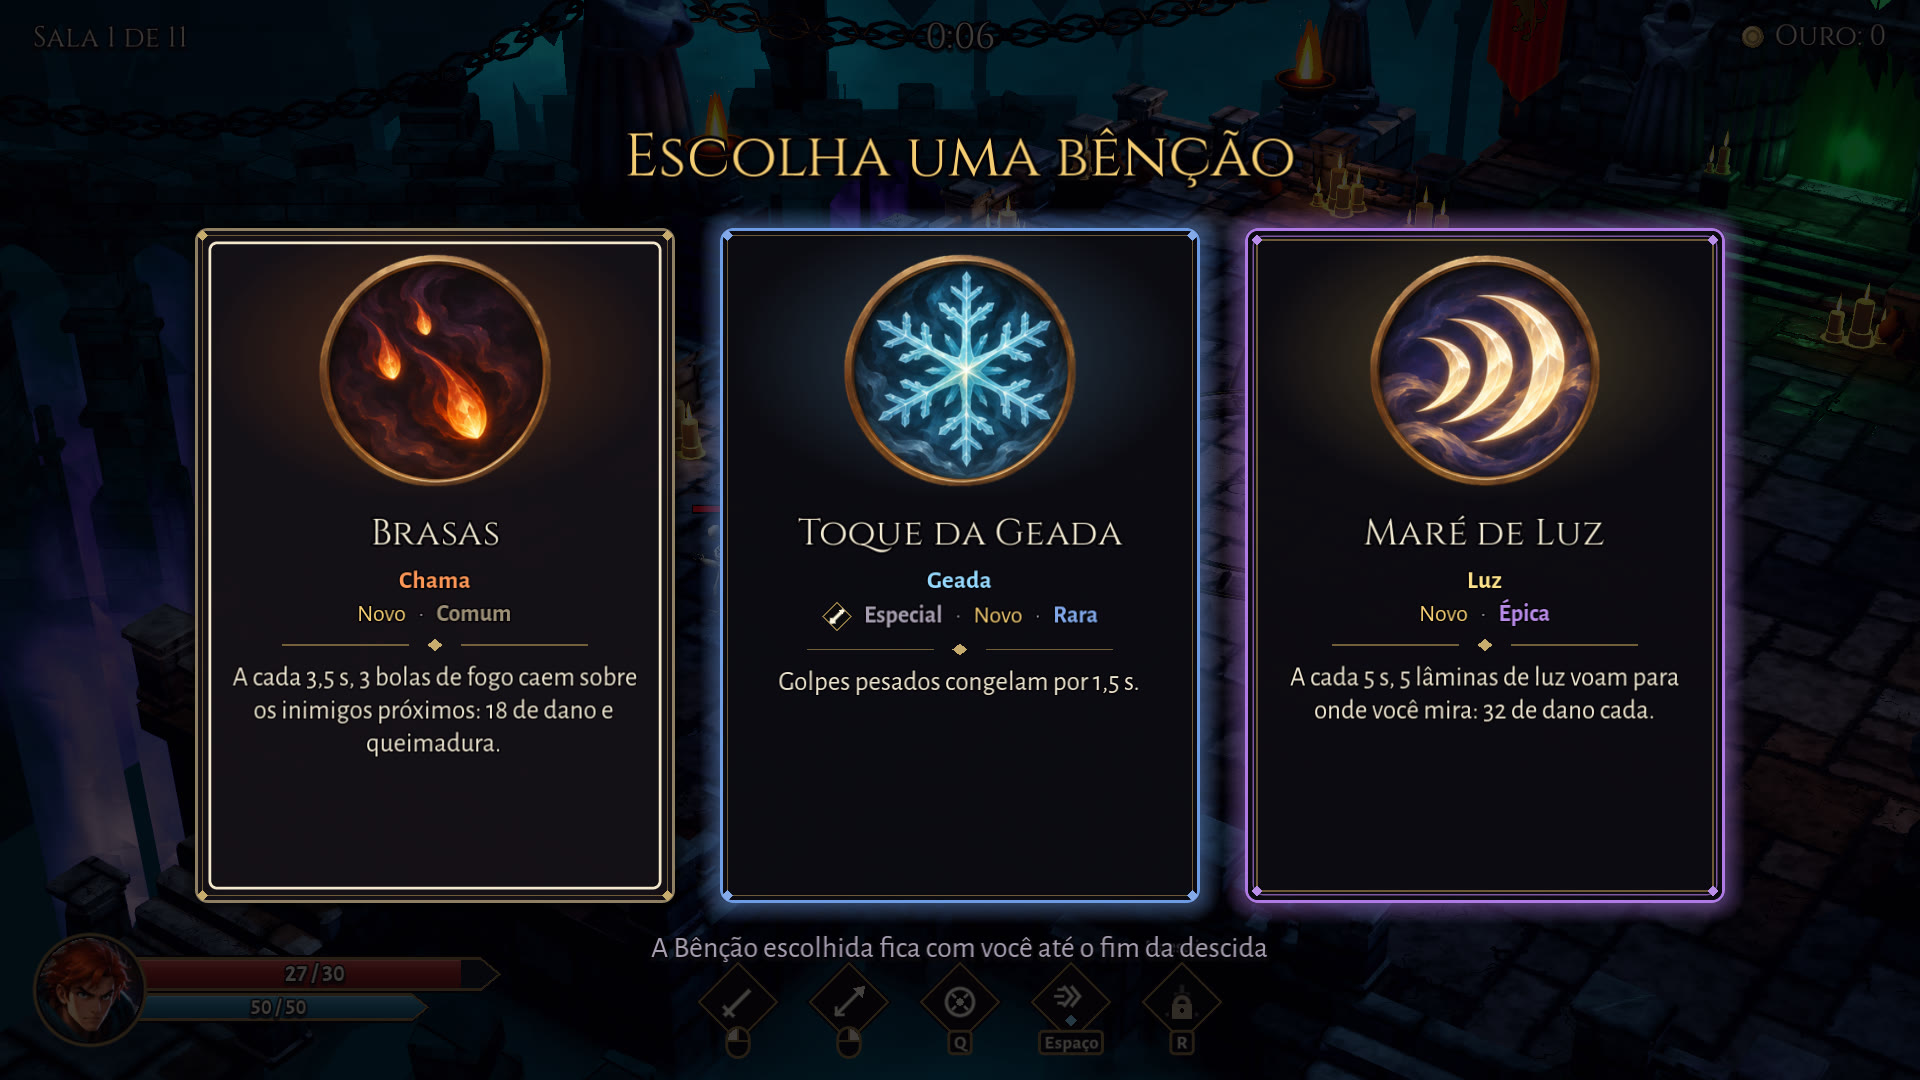 Sala 1 de 11
0:06
Ouro: 0
Escolha uma bênção
Brasas
Chama
Novo · Comum
A cada 3,5 s, 3 bolas de fogo caem sobre
os inimigos próximos: 18 de dano e
queimadura.
Toque da Geada
Geada
Especial · Novo · Rara
Golpes pesados congelam por 1,5 s.
Maré de Luz
Luz
Novo · Épica
A cada 5 s, 5 lâminas de luz voam para
onde você mira: 32 de dano cada.
A Bênção escolhida fica com você até o fim da descida
27/30
50/50
Q
Espaço
R